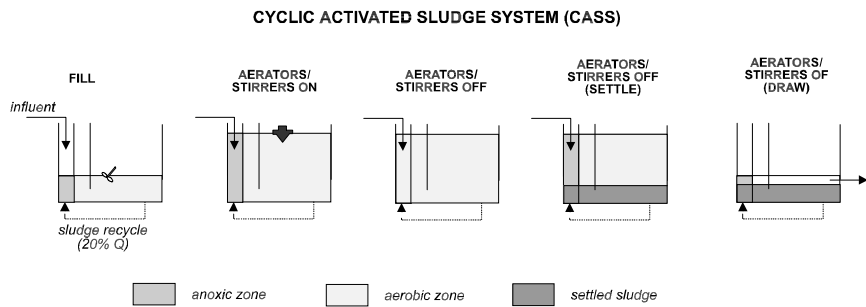 CYCLIC ACTIVATED SLUDGE SYSTEM (CASS)
FILL
influent
sludge recycle
(20% Q)
AERATORS/
STIRRERS ON
AERATORS/
STIRRERS OFF
AERATORS/
STIRRERS OFF
(SETTLE)
AERATORS/
STIRRERS OF
(DRAW)
anoxic zone
aerobic zone
settled sludge